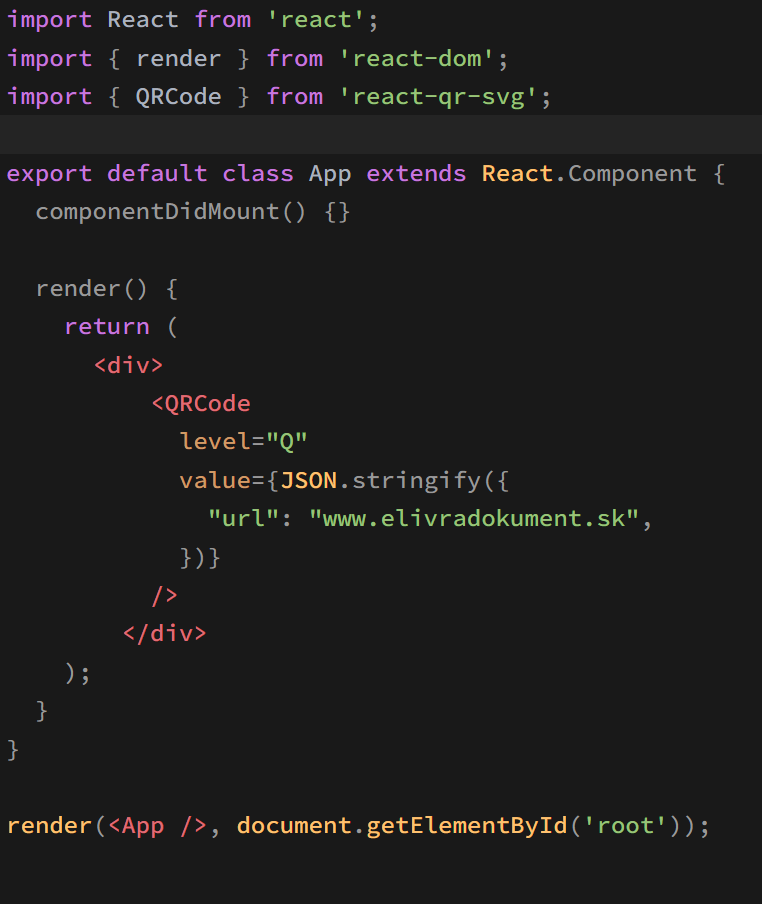 import React from 'react';
import { render } from 'react-dom';
import { QRCode } from 'react-qr-svg';
export default class App extends React.Component {
componentDidMount() {}
render() {
return (
<div>
<QRCode
level="Q"
value={JSON.stringify({
"url": "www.elivradokument.sk",
})}
/>
</div>
);
}
}
render(<App />, document.getElementById('root'));